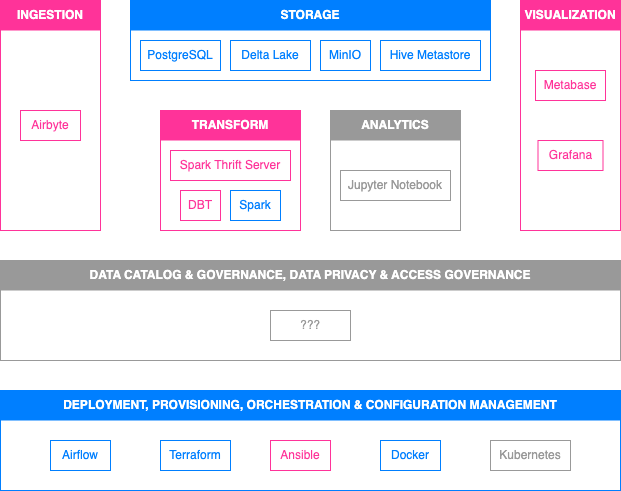 INGESTION
STORAGE
VISUALIZATION
PostgreSQL
Delta Lake
MinIO
Hive Metastore
Metabase
Airbyte
TRANSFORM
ANALYTICS
Grafana
Spark Thrift Server
Jupyter Notebook
DBT
Spark
DATA CATALOG & GOVERNANCE, DATA PRIVACY & ACCESS GOVERNANCE
???
DEPLOYMENT, PROVISIONING, ORCHESTRATION & CONFIGURATION MANAGEMENT
Airflow
Terraform
Ansible
Docker
Kubernetes